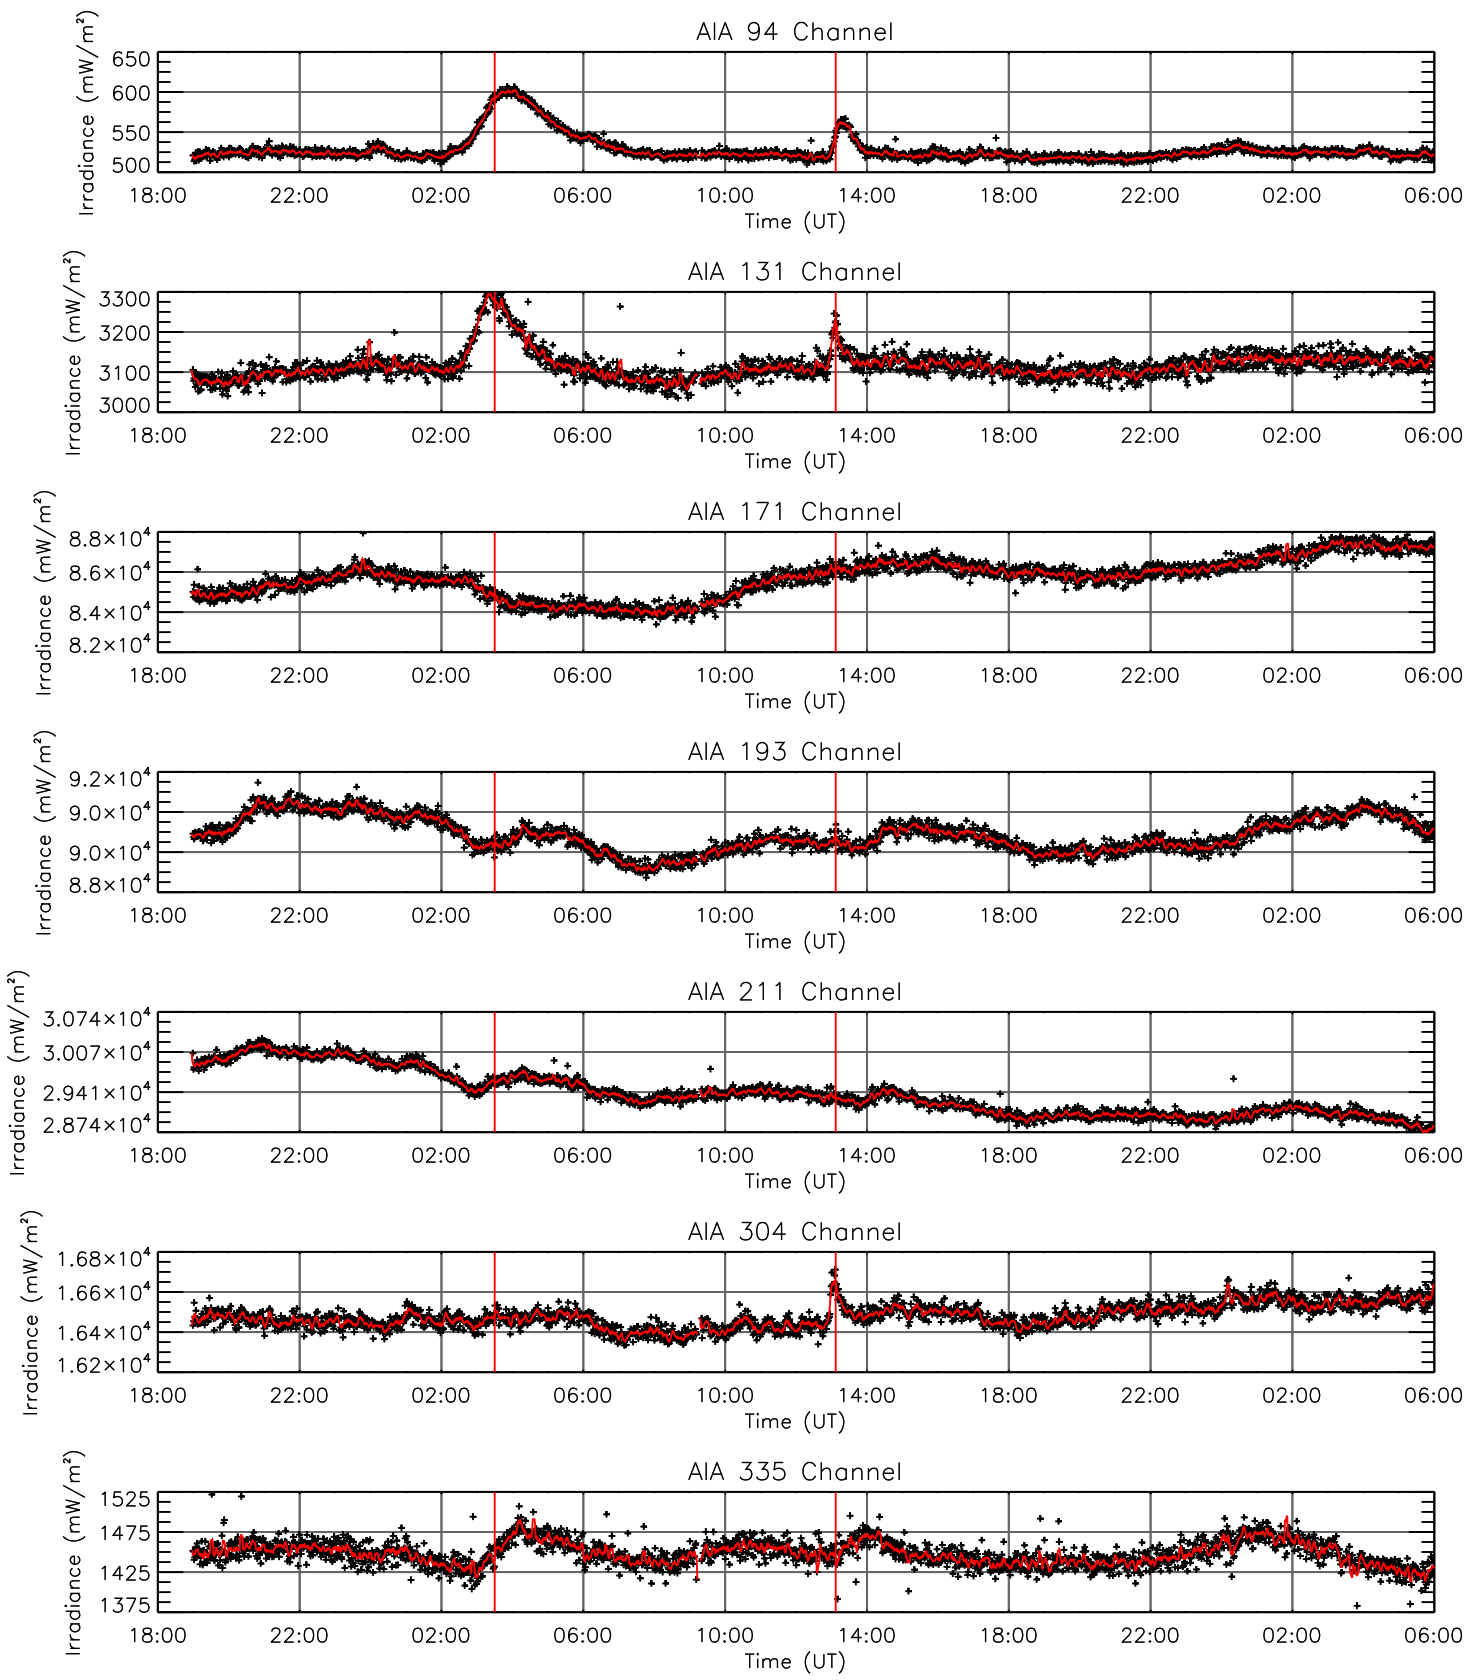 AIA 94 Channel
Irradiance (mW/m²)
650
600
550
500
18:00 22:00 02:00 06:00 10:00 14:00 18:00 22:00 02:00 06:00
Time (UT)
AIA 131 Channel
Irradiance (mW/m²)
3300
3200
3100
3000
18:00 22:00 02:00 06:00 10:00 14:00 18:00 22:00 02:00 06:00
Time (UT)
AIA 171 Channel
Irradiance (mW/m²)
8.8×10⁴
8.6×10⁴
8.4×10⁴
8.2×10⁴
18:00 22:00 02:00 06:00 10:00 14:00 18:00 22:00 02:00 06:00
Time (UT)
AIA 193 Channel
Irradiance (mW/m²)
9.2×10⁴
9.0×10⁴
9.0×10⁴
8.8×10⁴
18:00 22:00 02:00 06:00 10:00 14:00 18:00 22:00 02:00 06:00
Time (UT)
AIA 211 Channel
Irradiance (mW/m²)
3.074×10⁴
3.007×10⁴
2.941×10⁴
2.874×10⁴
18:00 22:00 02:00 06:00 10:00 14:00 18:00 22:00 02:00 06:00
Time (UT)
AIA 304 Channel
Irradiance (mW/m²)
1.68×10⁴
1.66×10⁴
1.64×10⁴
1.62×10⁴
18:00 22:00 02:00 06:00 10:00 14:00 18:00 22:00 02:00 06:00
Time (UT)
AIA 335 Channel
Irradiance (mW/m²)
1525
1475
1425
1375
18:00 22:00 02:00 06:00 10:00 14:00 18:00 22:00 02:00 06:00
Time (UT)